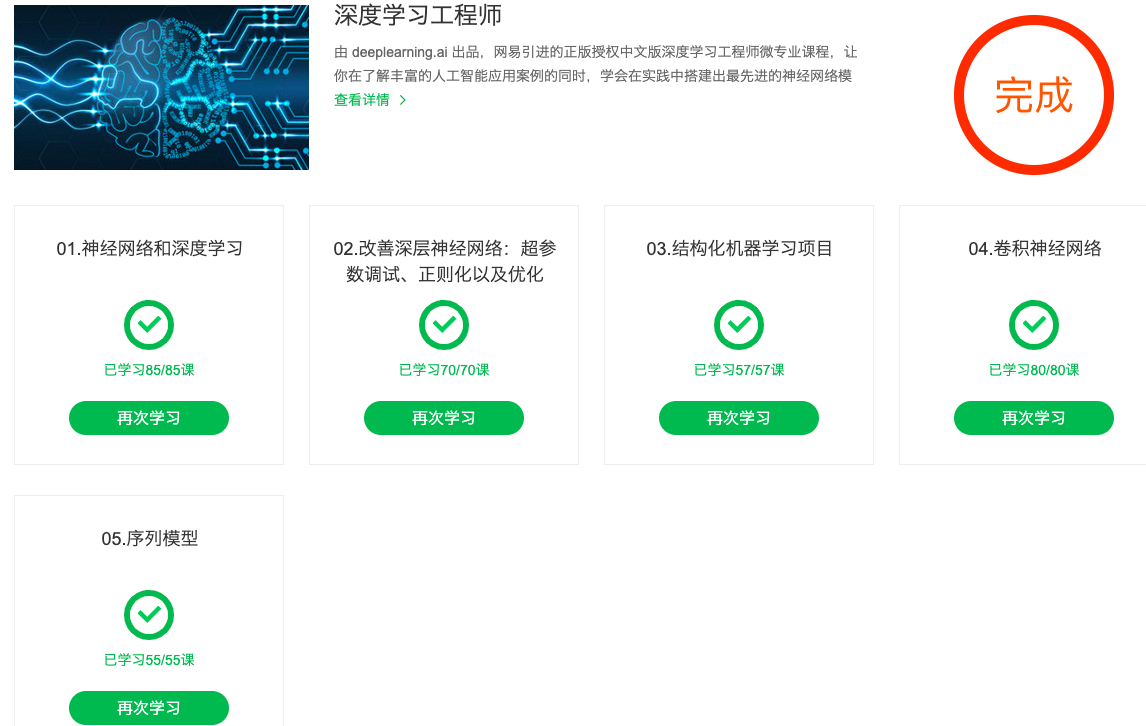 深度学习工程师
由 deeplearning.ai 出品，网易引进的正版授权中文版深度学习工程师微专业课程，让
你在了解丰富的人工智能应用案例的同时，学会在实践中搭建出最先进的神经网络模
查看详情 >
完成
01.神经网络和深度学习
已学习85/85课
再次学习
02.改善深层神经网络：超参
数调试、正则化以及优化
已学习70/70课
再次学习
03.结构化机器学习项目
已学习57/57课
再次学习
04.卷积神经网络
已学习80/80课
再次学习
05.序列模型
已学习55/55课
再次学习